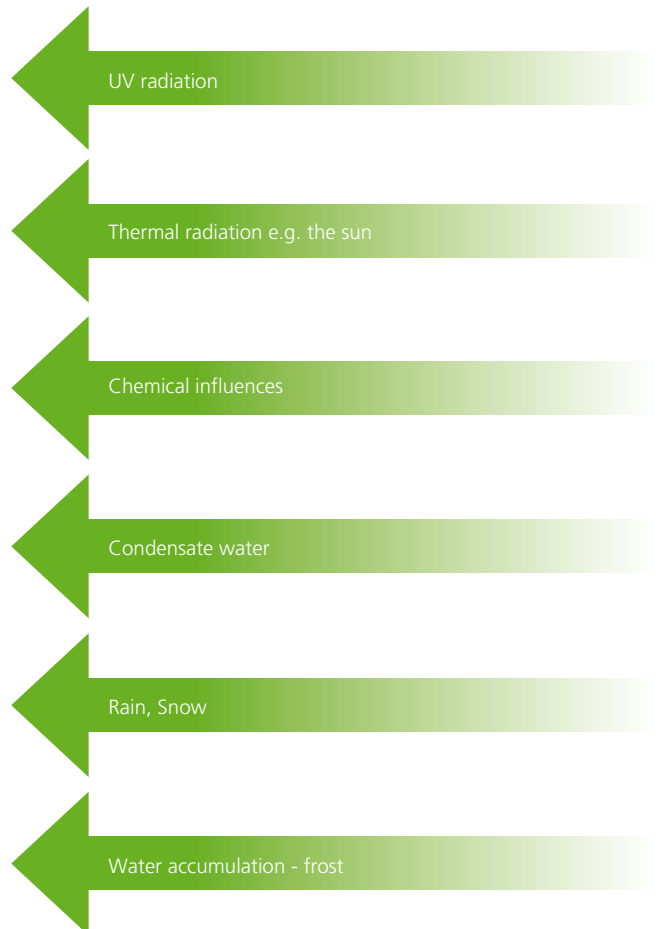 UV radiation
Thermal radiation e.g. the sun
Chemical influences
Condensate water
Rain, Snow
Water accumulation - frost